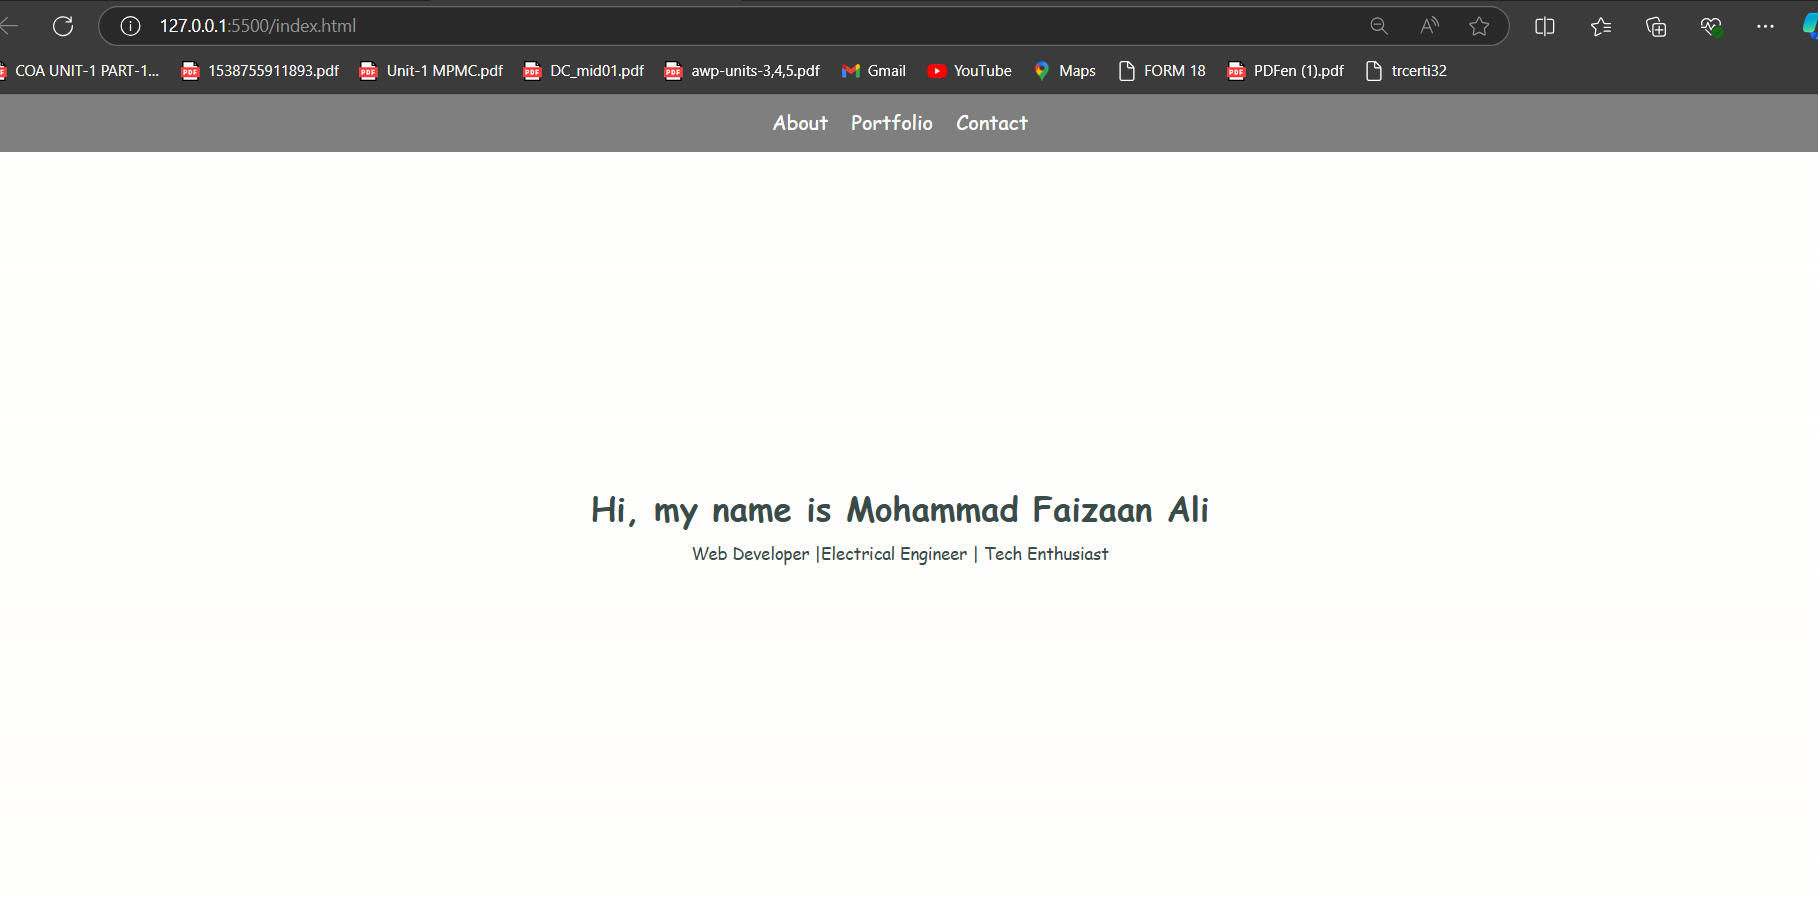 127.0.0.1:5500/index.html
COA UNIT-1 PART-1... 1538755911893.pdf Unit-1 MPMC.pdf DC_mid01.pdf awp-units-3,4,5.pdf Gmail YouTube Maps FORM 18 PDFen (1).pdf trcerti32
About Portfolio Contact
Hi, my name is Mohammad Faizaan Ali
Web Developer |Electrical Engineer | Tech Enthusiast